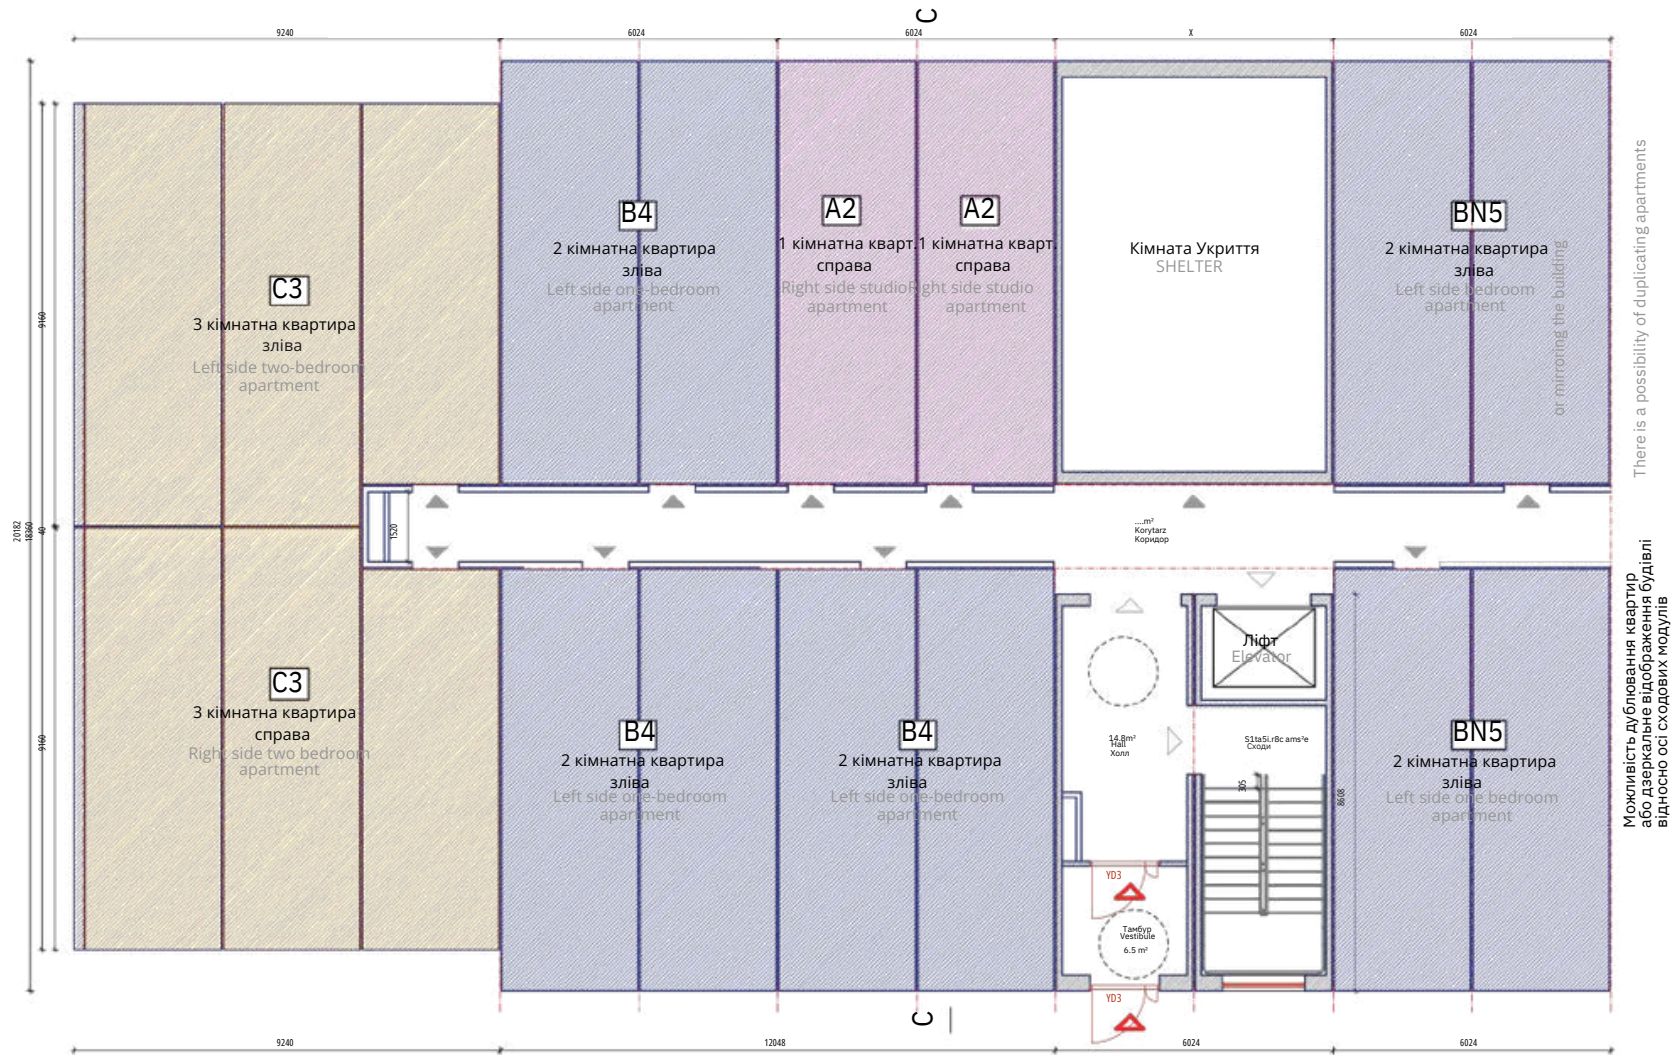 C
9240
6024
6024
X
6024
B4
2 кімнатна квартира
зліва
Left side one-bedroom
apartment
A2
1 кімнатна кварт.
справа
Right side studio
apartment
A2
1 кімнатна кварт.
справа
Right side studio
apartment
Кімната Укриття
SHELTER
BN5
2 кімнатна квартира
зліва
Left side bedroom
apartment
C3
3 кімнатна квартира
зліва
Left side two-bedroom
apartment
There is a possibility of duplicating apartments
or mirroring the building
9160
20182
18360
40
1520
....m²
Korytarz
Коридор
Ліфт
Elevator
C3
3 кімнатна квартира
справа
Right side two bedroom
apartment
B4
2 кімнатна квартира
зліва
Left side one-bedroom
apartment
B4
2 кімнатна квартира
зліва
Left side one-bedroom
apartment
14.8m²
Hall
Холл
Сходи
305
8608
BN5
2 кімнатна квартира
зліва
Left side one bedroom
apartment
Можливість дублювання квартир
або дзеркальне відображення будівлі
відносно осі сходових модулів
9160
YD3
Тамбур
Vestibule
6.5 m²
YD3
C
9240
12048
6024
6024